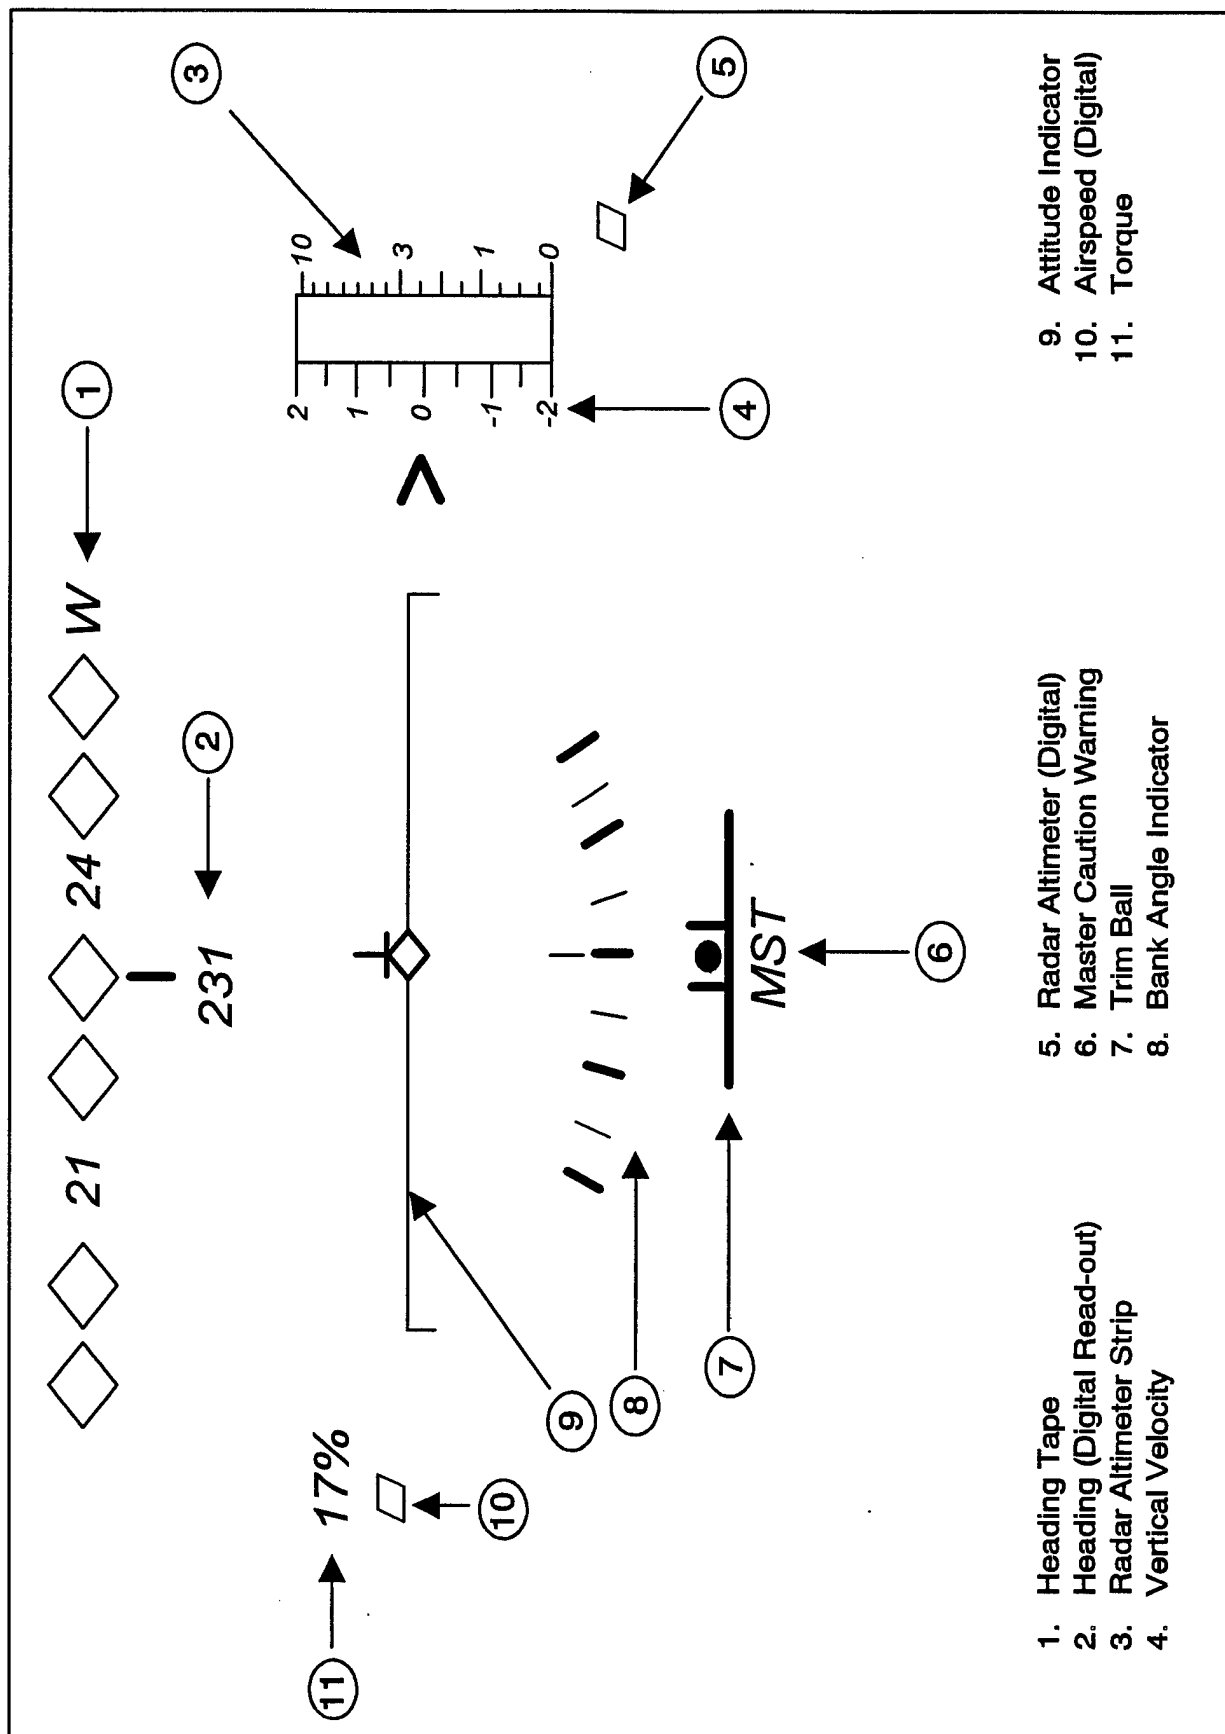 1
3
5
2
21 24 W
231
11
17%
10
2 10
1 3
0
-1 1
-2 0
9
4
8
7
MST
6
1. Heading Tape
2. Heading (Digital Read-out)
3. Radar Altimeter Strip
4. Vertical Velocity
5. Radar Altimeter (Digital)
6. Master Caution Warning
7. Trim Ball
8. Bank Angle Indicator
9. Attitude Indicator
10. Airspeed (Digital)
11. Torque